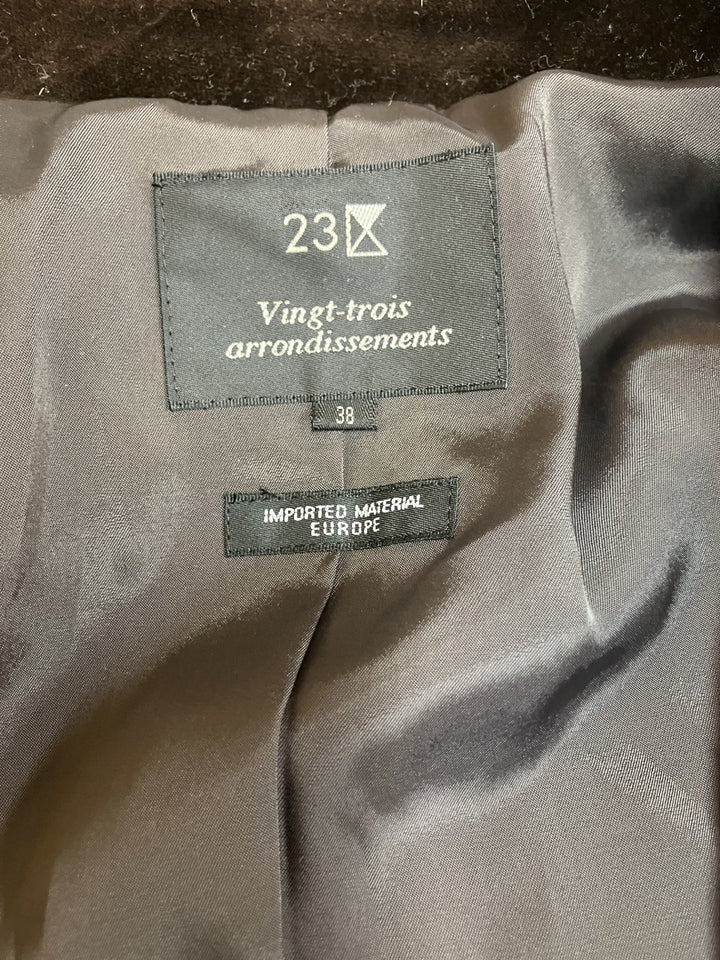 23
Vingt-trois
arrondissements
38
IMPORTED MATERIAL
EUROPE